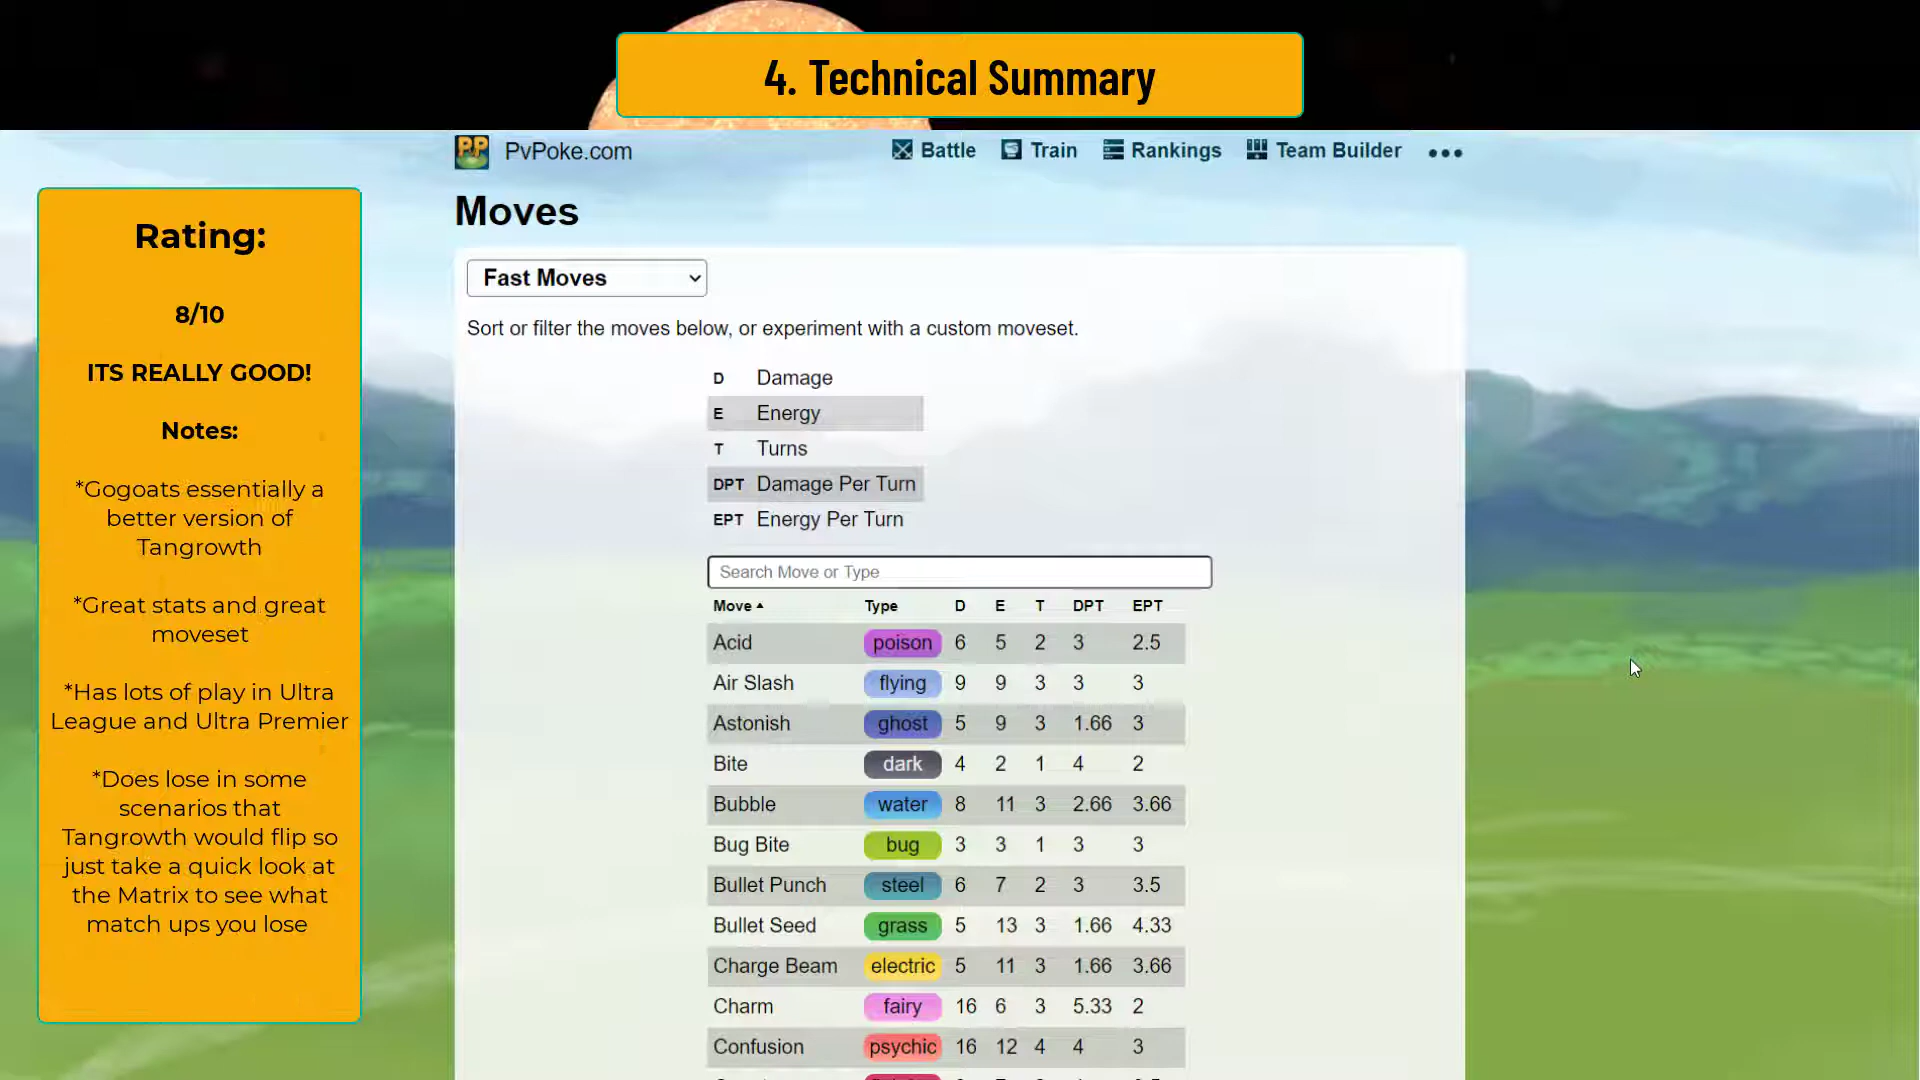 4. Technical Summary
PvPoke.com
Battle
Train
Rankings
Team Builder
Moves
Rating:
8/10
ITS REALLY GOOD!
Notes:
*Gogoats essentially a
better version of
Tangrowth
*Great stats and great
moveset
*Has lots of play in Ultra
League and Ultra Premier
*Does lose in some
scenarios that
Tangrowth would flip so
just take a quick look at
the Matrix to see what
match ups you lose
Fast Moves
Sort or filter the moves below, or experiment with a custom moveset.
D Damage
E Energy
T Turns
DPT Damage Per Turn
EPT Energy Per Turn
Search Move or Type
Move Type D E T DPT EPT
Acid poison 6 5 2 3 2.5
Air Slash flying 9 9 3 3 3
Astonish ghost 5 9 3 1.66 3
Bite dark 4 2 1 4 2
Bubble water 8 11 3 2.66 3.66
Bug Bite bug 3 3 1 3 3
Bullet Punch steel 6 7 2 3 3.5
Bullet Seed grass 5 13 3 1.66 4.33
Charge Beam electric 5 11 3 1.66 3.66
Charm fairy 16 6 3 5.33 2
Confusion psychic 16 12 4 4 3